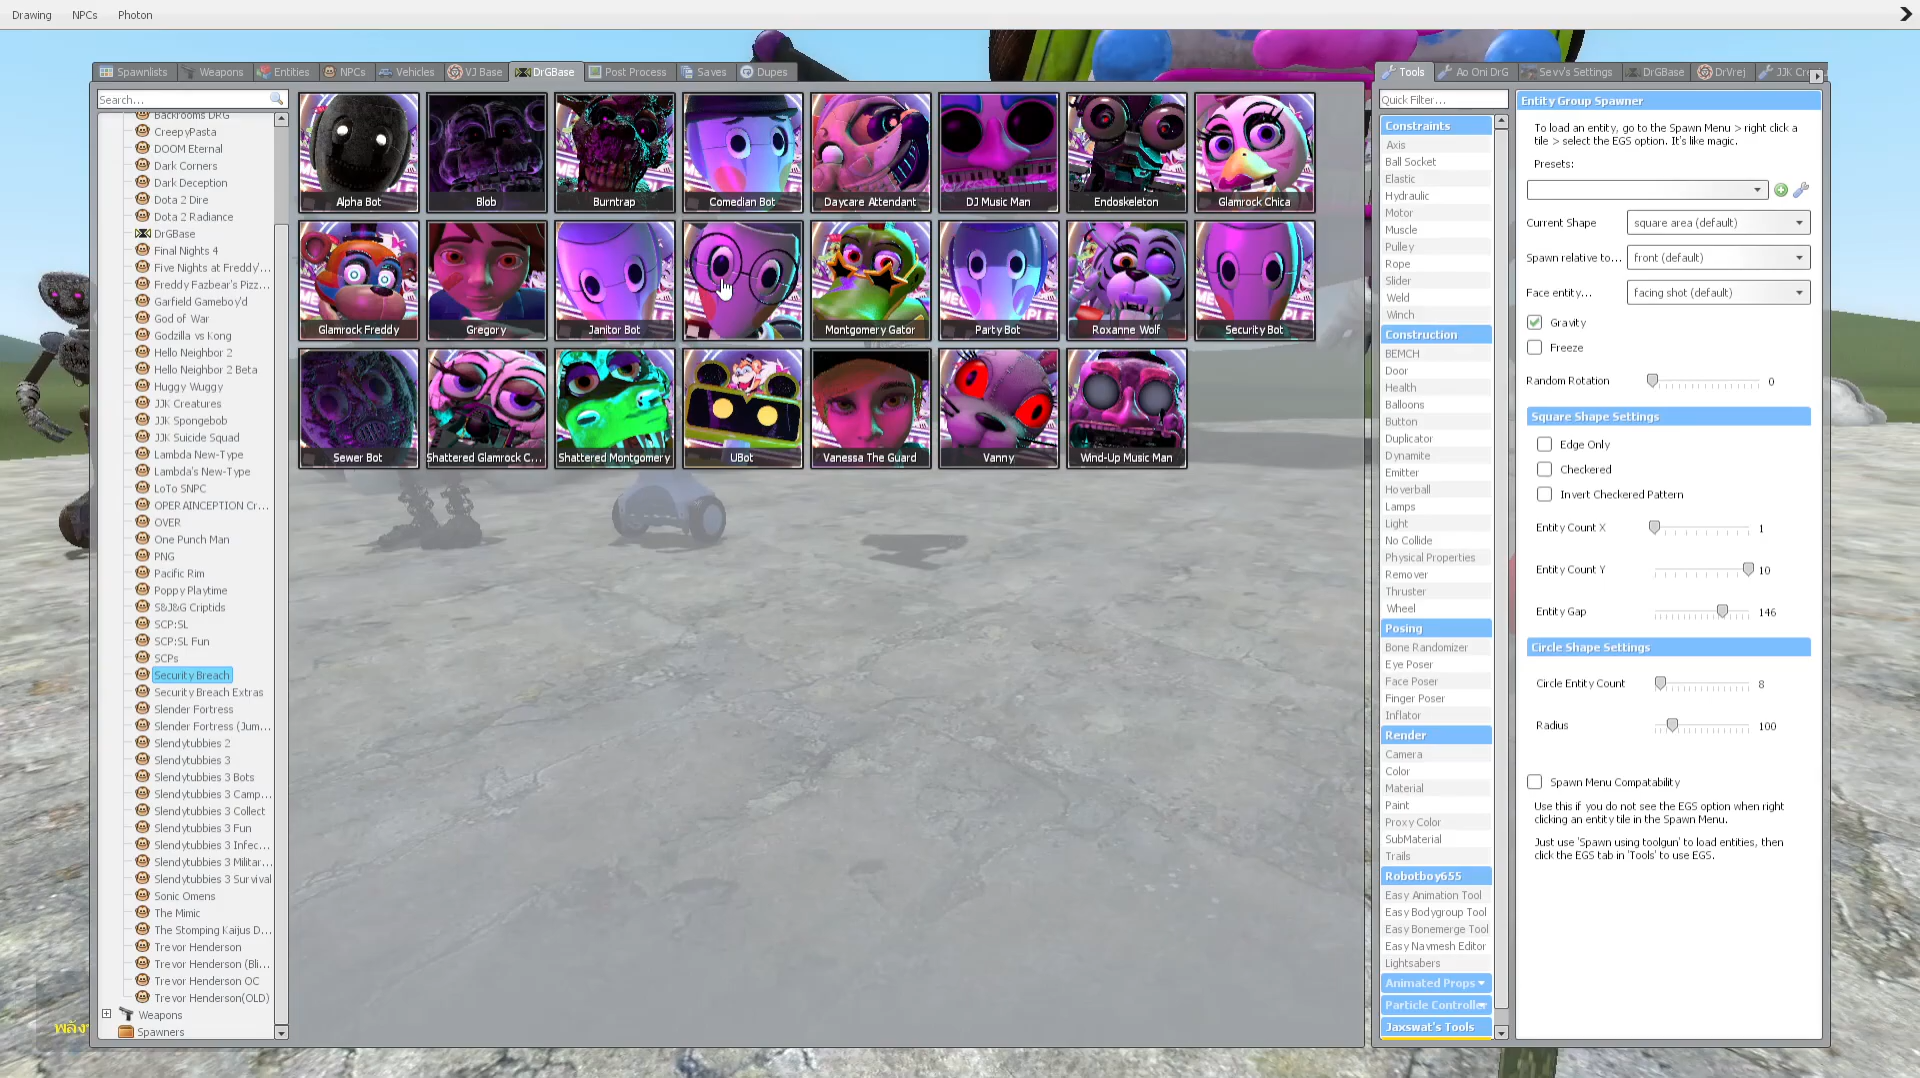 Drawing
NPCs
Photon
Spawnlists
Weapons
Entities
NPCs
Vehicles
VJ Base
DrGBase
Post Process
Saves
Dupes
Search...
Backrooms DRG
CreepyPasta
DOOM Eternal
Dark Corners
Dark Deception
Dota 2 Dire
Dota 2 Radiance
DrGBase
Final Nights 4
Five Nights at Freddy'...
Freddy Fazbear's Pizz...
Garfield Gameboy'd
God of War
Godzilla vs Kong
Hello Neighbor 2
Hello Neighbor 2 Beta
Huggy Wuggy
JJK Creatures
JJK Spongebob
JJK Suicide Squad
Lambda New-Type
Lambda's New-Type
LoTo SNPC
OPERAINCEPTION Cr...
OVER
One Punch Man
PNG
Pacific Rim
Poppy Playtime
S&J&G Criptids
SCP:SL
SCP:SL Fun
SCPs
Security Breach
Security Breach Extras
Slender Fortress
Slender Fortress (Jum...
Slendytubbies 2
Slendytubbies 3
Slendytubbies 3 Bots
Slendytubbies 3 Camp...
Slendytubbies 3 Collect
Slendytubbies 3 Fun
Slendytubbies 3 Infec...
Slendytubbies 3 Militar...
Slendytubbies 3 Survival
Sonic Omens
The Mimic
The Stomping Kaijus D...
Trevor Henderson
Trevor Henderson (Bli...
Trevor Henderson OC
Trevor Henderson(OLD)
Weapons
Spawners
Alpha Bot
Blob
Burntrap
Comedian Bot
Daycare Attendant
DJ Music Man
Endoskeleton
Glamrock Chica
Glamrock Freddy
Gregory
Janitor Bot
Montgomery Gator
Party Bot
Roxanne Wolf
Security Bot
Sewer Bot
Shattered Glamrock C...
Shattered Montgomery
UBot
Vanessa The Guard
Vanny
Wind-Up Music Man
Tools
Ao Oni DrG
Sevv's Settings
DrGBase
DrVrej
JJK Cre
Quick Filter...
Constraints
Axis
Ball Socket
Elastic
Hydraulic
Motor
Muscle
Pulley
Rope
Slider
Weld
Winch
Construction
BEMCH
Door
Health
Balloons
Button
Duplicator
Dynamite
Emitter
Hoverball
Lamps
Light
No Collide
Physical Properties
Remover
Thruster
Wheel
Posing
Bone Randomizer
Eye Poser
Face Poser
Finger Poser
Inflator
Render
Camera
Color
Material
Paint
Proxy Color
SubMaterial
Trails
Robotboy655
Easy Animation Tool
Easy Bodygroup Tool
Easy Bonemerge Tool
Easy Navmesh Editor
Lightsabers
Animated Props
Particle Controller
Jaxswat's Tools
Entity Group Spawner
To load an entity, go to the Spawn Menu > right click a
tile > select the EGS option. It's like magic.
Presets:
Current Shape
square area (default)
Spawn relative to...
front (default)
Face entity...
facing shot (default)
Gravity
Freeze
Random Rotation
0
Square Shape Settings
Edge Only
Checkered
Invert Checkered Pattern
Entity Count X
1
Entity Count Y
10
Entity Gap
146
Circle Shape Settings
Circle Entity Count
8
Radius
100
Spawn Menu Compatability
Use this if you do not see the EGS option when right
clicking an entity tile in the Spawn Menu.
Just use 'Spawn using toolgun' to load entities, then
click the EGS tab in 'Tools' to use EGS.